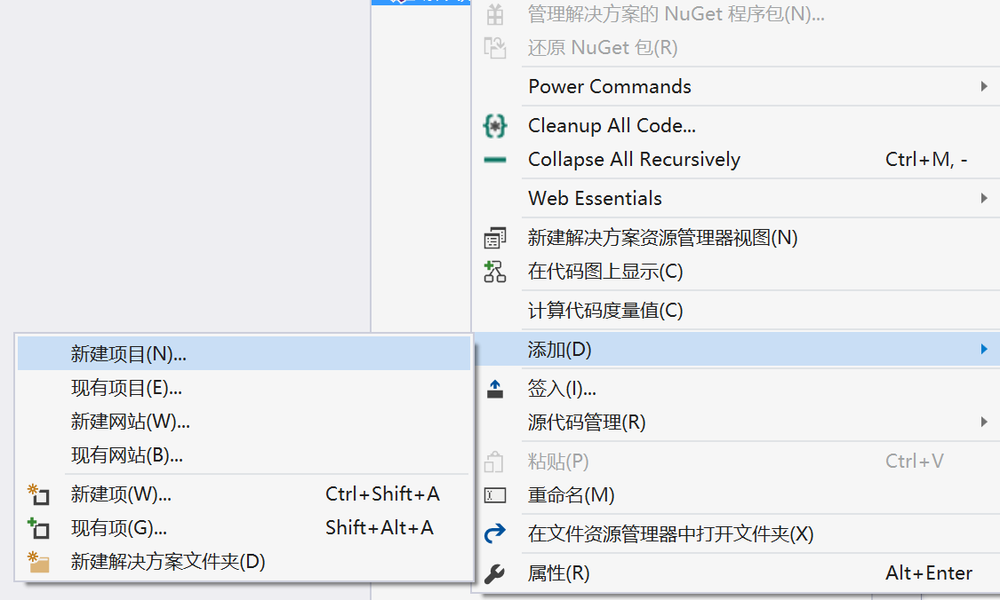 管理解决方案的 NuGet 程序包(N)...
还原 NuGet 包(R)
Power Commands
Cleanup All Code...
Collapse All Recursively Ctrl+M, -
Web Essentials
新建解决方案资源管理器视图(N)
在代码图上显示(C)
计算代码度量值(C)
添加(D)
签入(I)...
源代码管理(R)
粘贴(P) Ctrl+V
重命名(M)
在文件资源管理器中打开文件夹(X)
属性(R) Alt+Enter
新建项目(N)...
现有项目(E)...
新建网站(W)...
现有网站(B)...
新建项(W)... Ctrl+Shift+A
现有项(G)... Shift+Alt+A
新建解决方案文件夹(D)